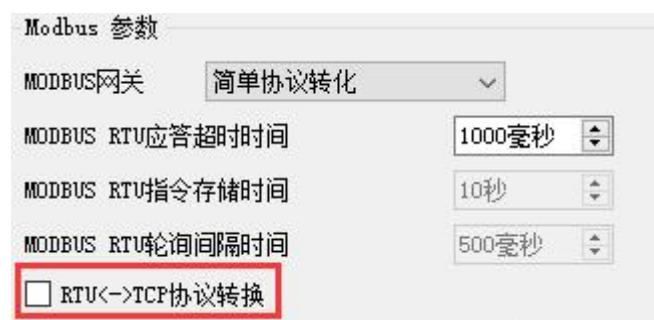 Modbus 参数
MODBUS网关 简单协议转化
MODBUS RTU应答超时时间 1000毫秒
MODBUS RTU指令存储时间 10秒
MODBUS RTU轮询间隔时间 500毫秒
RTU<->TCP协议转换